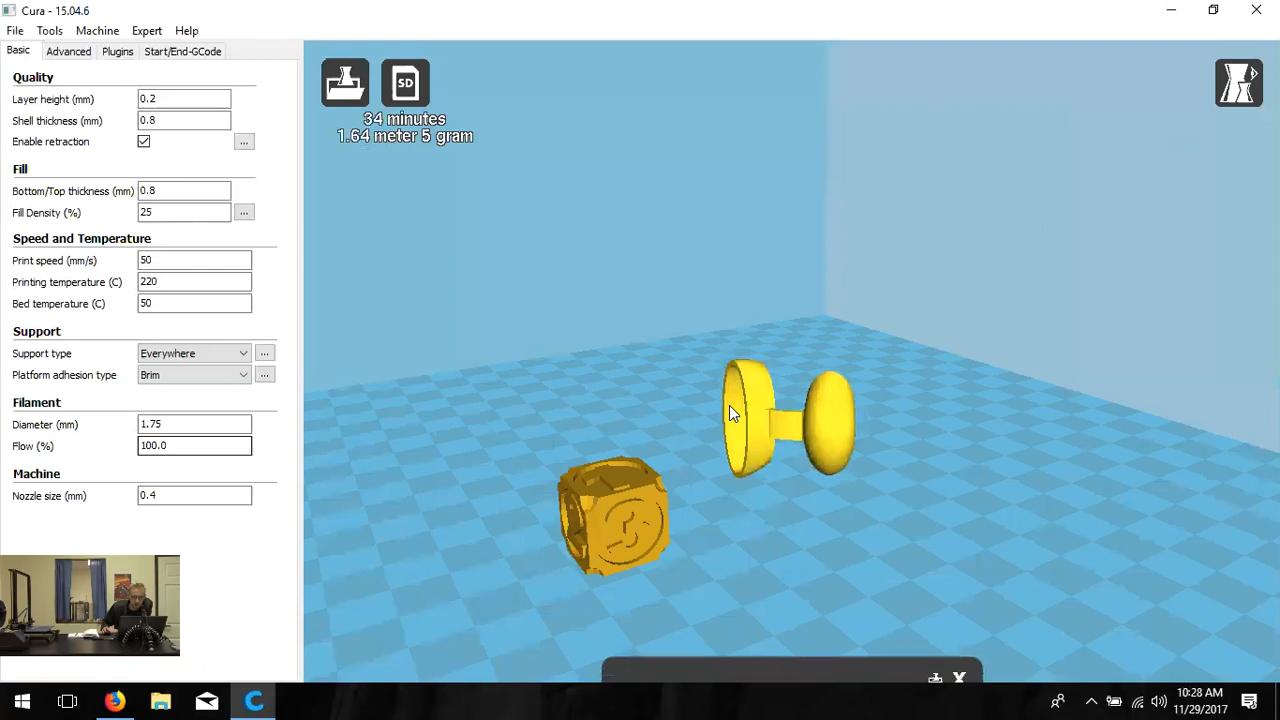 Cura - 15.04.6
File Tools Machine Expert Help
Basic Advanced Plugins Start/End-GCode
Quality
Layer height (mm) 0.2
Shell thickness (mm) 0.8
Enable retraction ...
Fill
Bottom/Top thickness (mm) 0.8
Fill Density (%) 25 ...
Speed and Temperature
Print speed (mm/s) 50
Printing temperature (C) 220
Bed temperature (C) 50
Support
Support type Everywhere ...
Platform adhesion type Brim ...
Filament
Diameter (mm) 1.75
Flow (%) 100.0
Machine
Nozzle size (mm) 0.4
SD
34 minutes
1.64 meter 5 gram
3
X
10:28 AM
11/29/2017